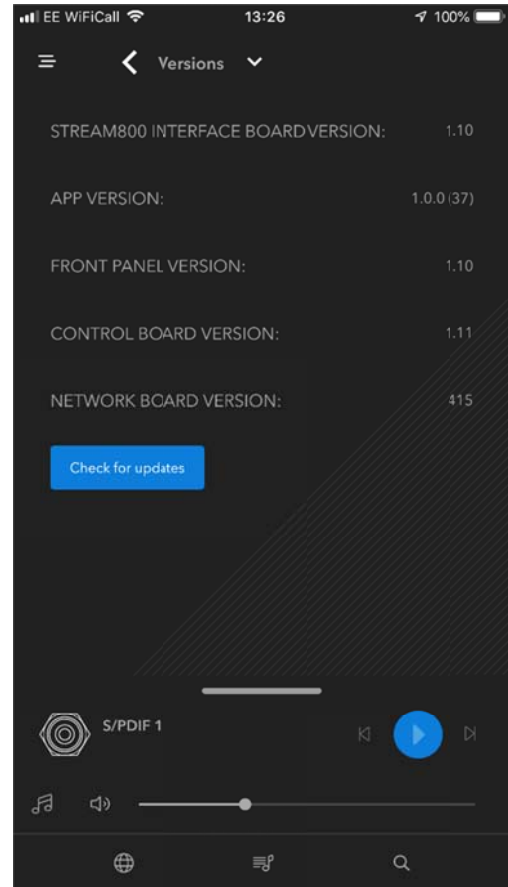 EE WiFiCall 13:26 100%
Versions
STREAM800 INTERFACE BOARDVERSION: 1.10
APP VERSION: 1.0.0 (37)
FRONT PANEL VERSION: 1.10
CONTROL BOARD VERSION: 1.11
NETWORK BOARD VERSION: 415
Check for updates
S/PDIF 1